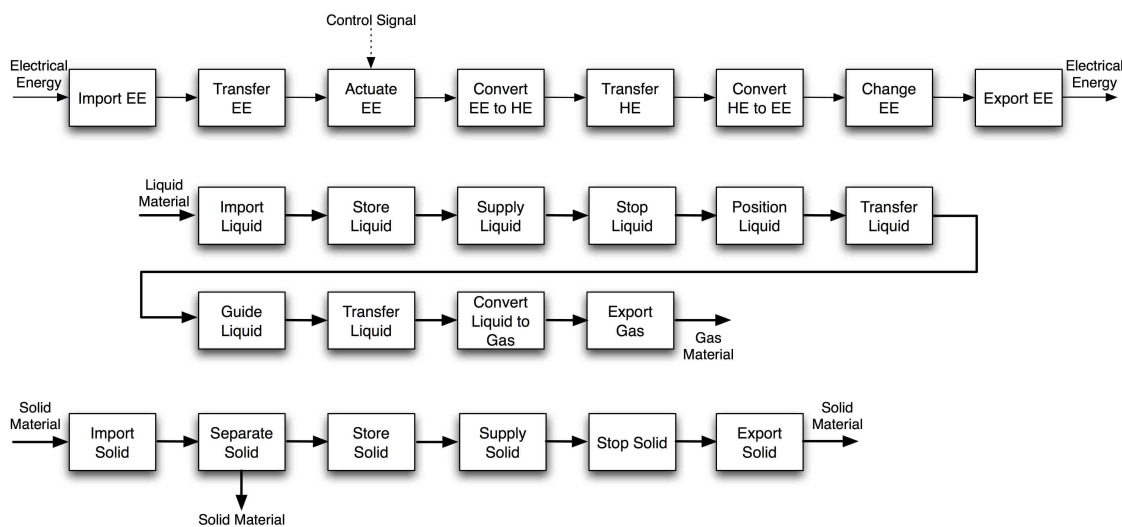 Control Signal
Electrical
Energy
Import EE
Transfer
EE
Actuate
EE
Convert
EE to HE
Transfer
HE
Convert
HE to EE
Change
EE
Export EE
Electrical
Energy
Liquid
Material
Import
Liquid
Store
Liquid
Supply
Liquid
Stop
Liquid
Position
Liquid
Transfer
Liquid
Guide
Liquid
Transfer
Liquid
Convert
Liquid to
Gas
Export
Gas
Gas
Material
Solid
Material
Import
Solid
Separate
Solid
Store
Solid
Supply
Solid
Stop Solid
Export
Solid
Solid
Material
Solid Material